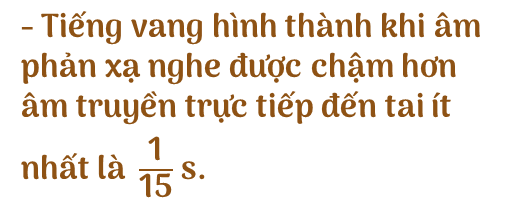 - Tiếng vang hình thành khi âm
phản xạ nghe được chậm hơn
âm truyền trực tiếp đến tai ít
nhất là 1/15 s.